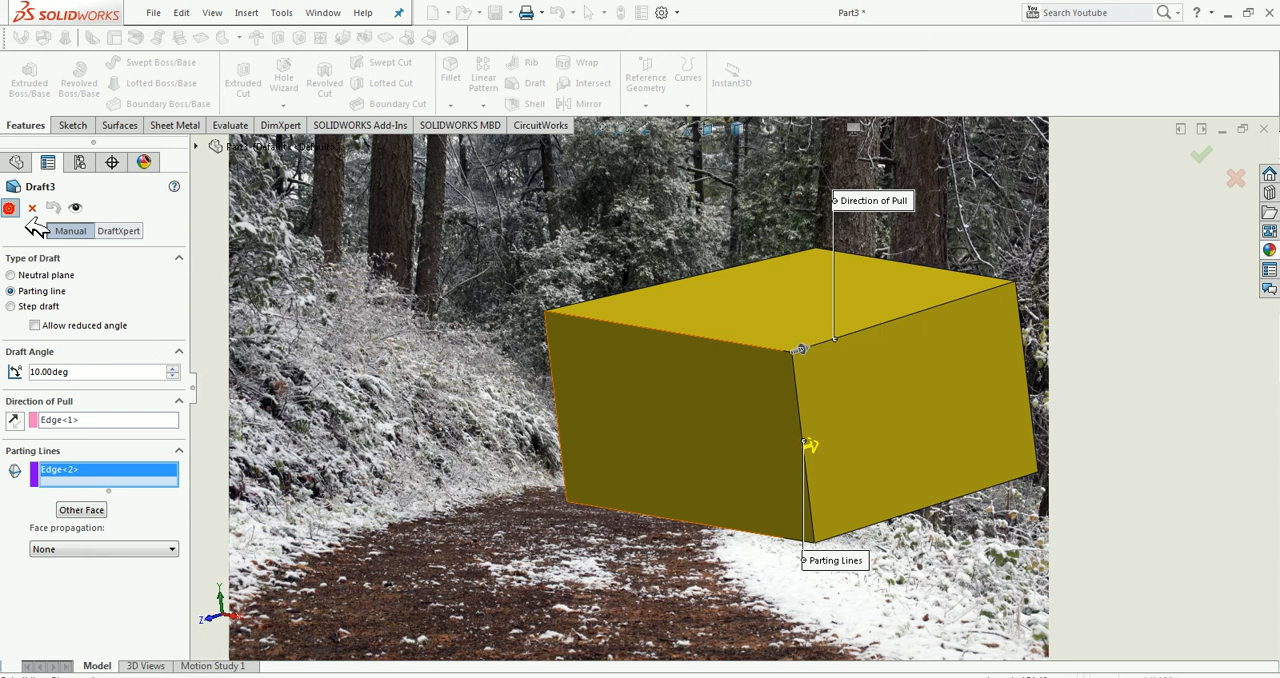 SOLIDWORKS File Edit View Insert Tools Window Help Part3 * Search Youtube ?
You Tube
Extruded Boss/Base
Revolved Boss/Base
Swept Boss/Base
Lofted Boss/Base
Boundary Boss/Base
Extruded Cut
Hole Wizard
Revolved Cut
Swept Cut
Lofted Cut
Boundary Cut
Fillet
Linear Pattern
Rib
Draft
Shell
Wrap
Intersect
Mirror
Reference Geometry
Curves
Instant3D
Features Sketch Surfaces Sheet Metal Evaluate DimXpert SOLIDWORKS Add-Ins SOLIDWORKS MBD CircuitWorks
Draft3 ?
Manual DraftXpert
Type of Draft
Neutral plane
Parting line
Step draft
Allow reduced angle
Draft Angle
10.00deg
Direction of Pull
Edge<1>
Parting Lines
Edge<2>
Other Face
Face propagation:
None
Direction of Pull
Parting Lines
Y
Z
Model 3D Views Motion Study 1